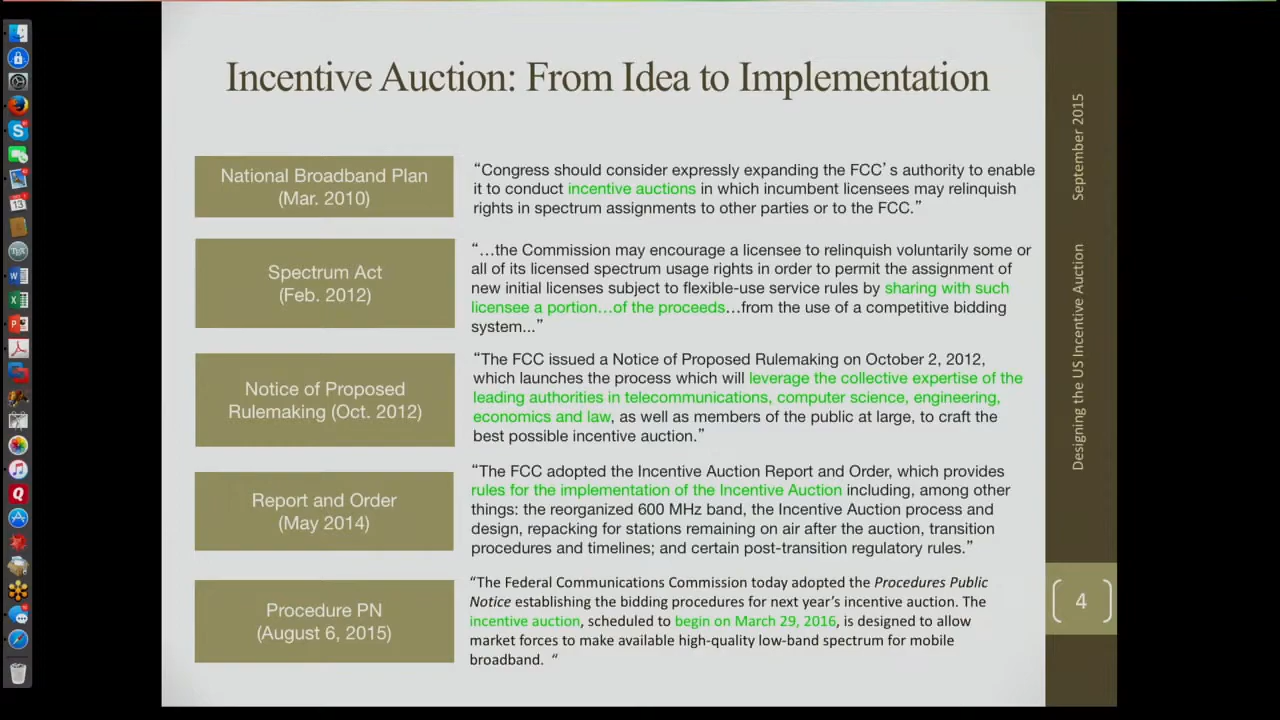 Incentive Auction: From Idea to Implementation
National Broadband Plan
(Mar. 2010)
“Congress should consider expressly expanding the FCC’s authority to enable
it to conduct incentive auctions in which incumbent licensees may relinquish
rights in spectrum assignments to other parties or to the FCC.”
Spectrum Act
(Feb. 2012)
“…the Commission may encourage a licensee to relinquish voluntarily some or
all of its licensed spectrum usage rights in order to permit the assignment of
new initial licenses subject to flexible-use service rules by sharing with such
licensee a portion…of the proceeds…from the use of a competitive bidding
system...”
Notice of Proposed
Rulemaking (Oct. 2012)
“The FCC issued a Notice of Proposed Rulemaking on October 2, 2012,
which launches the process which will leverage the collective expertise of the
leading authorities in telecommunications, computer science, engineering,
economics and law, as well as members of the public at large, to craft the
best possible incentive auction.”
Report and Order
(May 2014)
“The FCC adopted the Incentive Auction Report and Order, which provides
rules for the implementation of the Incentive Auction including, among other
things: the reorganized 600 MHz band, the Incentive Auction process and
design, repacking for stations remaining on air after the auction, transition
procedures and timelines; and certain post-transition regulatory rules.”
Procedure PN
(August 6, 2015)
“The Federal Communications Commission today adopted the Procedures Public
Notice establishing the bidding procedures for next year’s incentive auction. The
incentive auction, scheduled to begin on March 29, 2016, is designed to allow
market forces to make available high-quality low-band spectrum for mobile
broadband. “
September 2015
Designing the US Incentive Auction
4